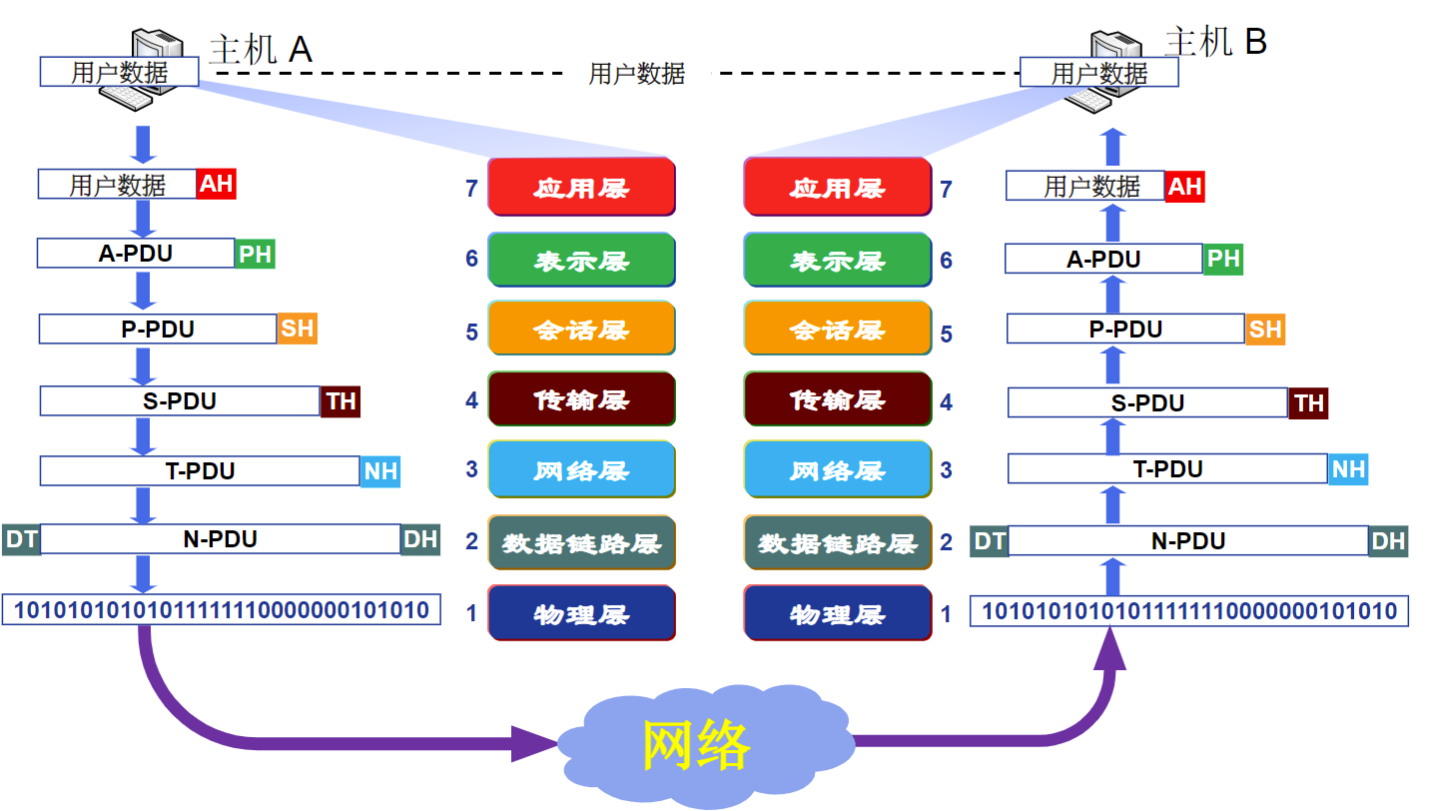 主机 A
用户数据
用户数据
主机 B
用户数据
用户数据 AH
7 应用层
应用层 7
用户数据 AH
A-PDU PH
6 表示层
表示层 6
A-PDU PH
P-PDU SH
5 会话层
会话层 5
P-PDU SH
S-PDU TH
4 传输层
传输层 4
S-PDU TH
T-PDU NH
3 网络层
网络层 3
T-PDU NH
DT N-PDU DH
2 数据链路层
数据链路层 2
DT N-PDU DH
1010101010101111111000000010​1010
1 物理层
物理层 1
10101010101011111110000000101010
网络